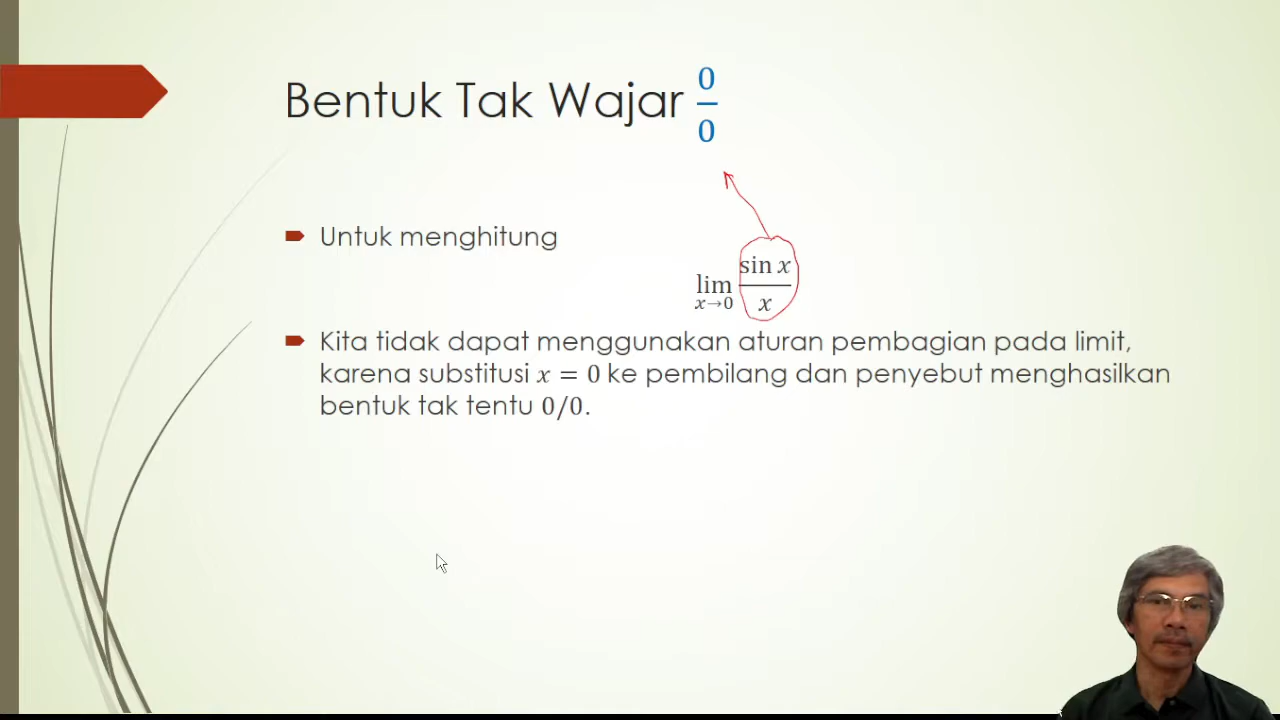 Bentuk Tak Wajar 0/0
Untuk menghitung
lim x→0 sin x / x
Kita tidak dapat menggunakan aturan pembagian pada limit,
karena substitusi x = 0 ke pembilang dan penyebut menghasilkan
bentuk tak tentu 0/0.